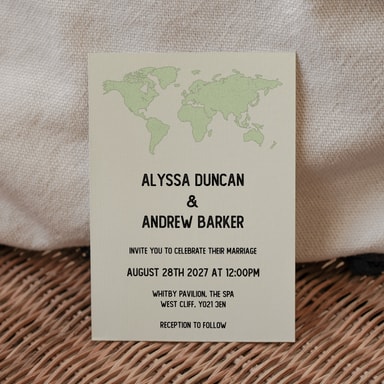 ALYSSA DUNCAN
&
ANDREW BARKER
INVITE YOU TO CELEBRATE THEIR MARRIAGE
AUGUST 28TH 2027 AT 12:00PM
WHITBY PAVILION, THE SPA
WEST CLIFF, YO21 3EN
RECEPTION TO FOLLOW